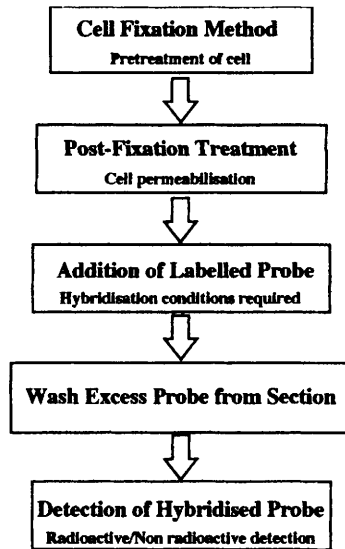 Cell Fixation Method
Pretreatment of cell
Post-Fixation Treatment
Cell permeabilisation
Addition of Labelled Probe
Hybridisation conditions required
Wash Excess Probe from Section
Detection of Hybridised Probe
Radioactive/Non radioactive detection